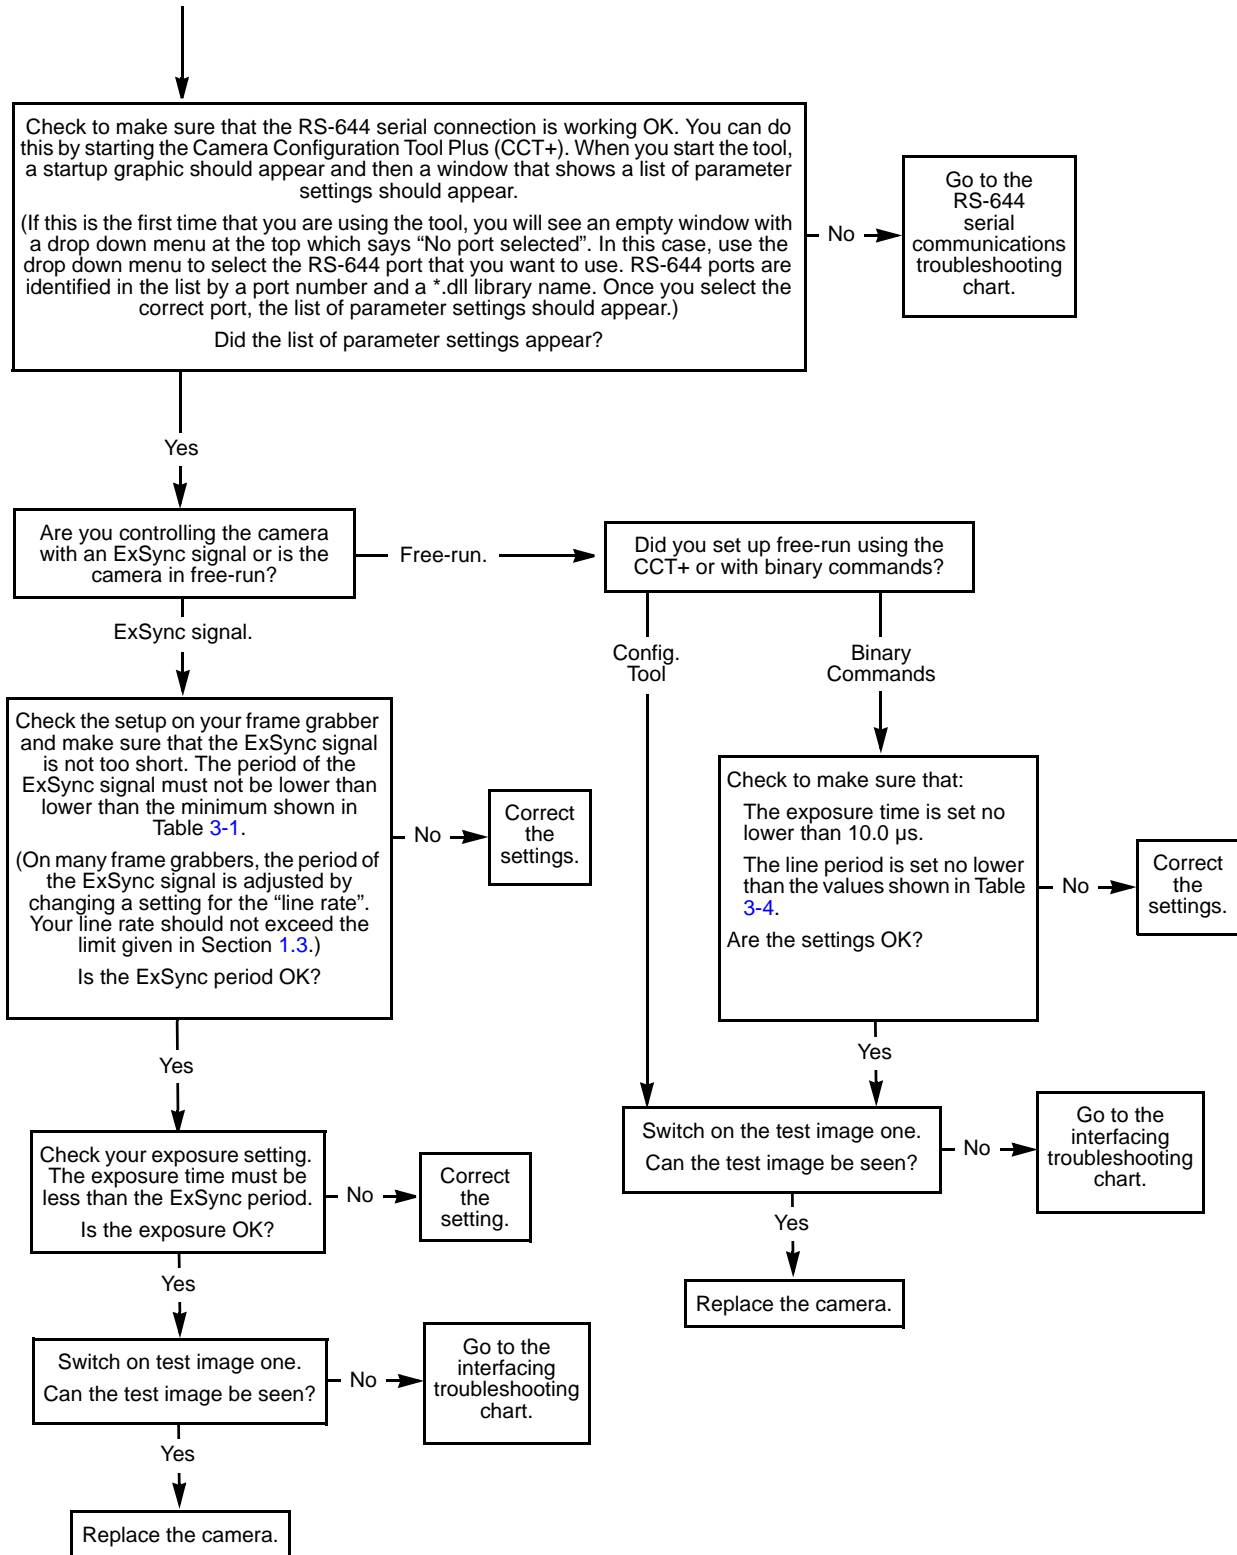 Check to make sure that the RS-644 serial connection is working OK. You can do
this by starting the Camera Configuration Tool Plus (CCT+). When you start the tool,
a startup graphic should appear and then a window that shows a list of parameter
settings should appear.
(If this is the first time that you are using the tool, you will see an empty window with
a drop down menu at the top which says “No port selected”. In this case, use the
drop down menu to select the RS-644 port that you want to use. RS-644 ports are
identified in the list by a port number and a *.dll library name. Once you select the
correct port, the list of parameter settings should appear.)
Did the list of parameter settings appear?
No
Go to the
RS-644
serial
communications
troubleshooting
chart.
Yes
Are you controlling the camera
with an ExSync signal or is the
camera in free-run?
Free-run.
Did you set up free-run using the
CCT+ or with binary commands?
ExSync signal.
Config.
Tool
Binary
Commands
Check the setup on your frame grabber
and make sure that the ExSync signal
is not too short. The period of the
ExSync signal must not be lower than
lower than the minimum shown in
Table 3-1.
(On many frame grabbers, the period of
the ExSync signal is adjusted by
changing a setting for the “line rate”.
Your line rate should not exceed the
limit given in Section 1.3.)
Is the ExSync period OK?
No
Correct
the
settings.
Check to make sure that:
The exposure time is set no
lower than 10.0 µs.
The line period is set no lower
than the values shown in Table
3-4.
Are the settings OK?
No
Correct
the
settings.
Yes
Yes
Check your exposure setting.
The exposure time must be
less than the ExSync period.
Is the exposure OK?
No
Correct
the
setting.
Switch on the test image one.
Can the test image be seen?
No
Go to the
interfacing
troubleshooting
chart.
Yes
Yes
Replace the camera.
Switch on test image one.
Can the test image be seen?
No
Go to the
interfacing
troubleshooting
chart.
Yes
Replace the camera.